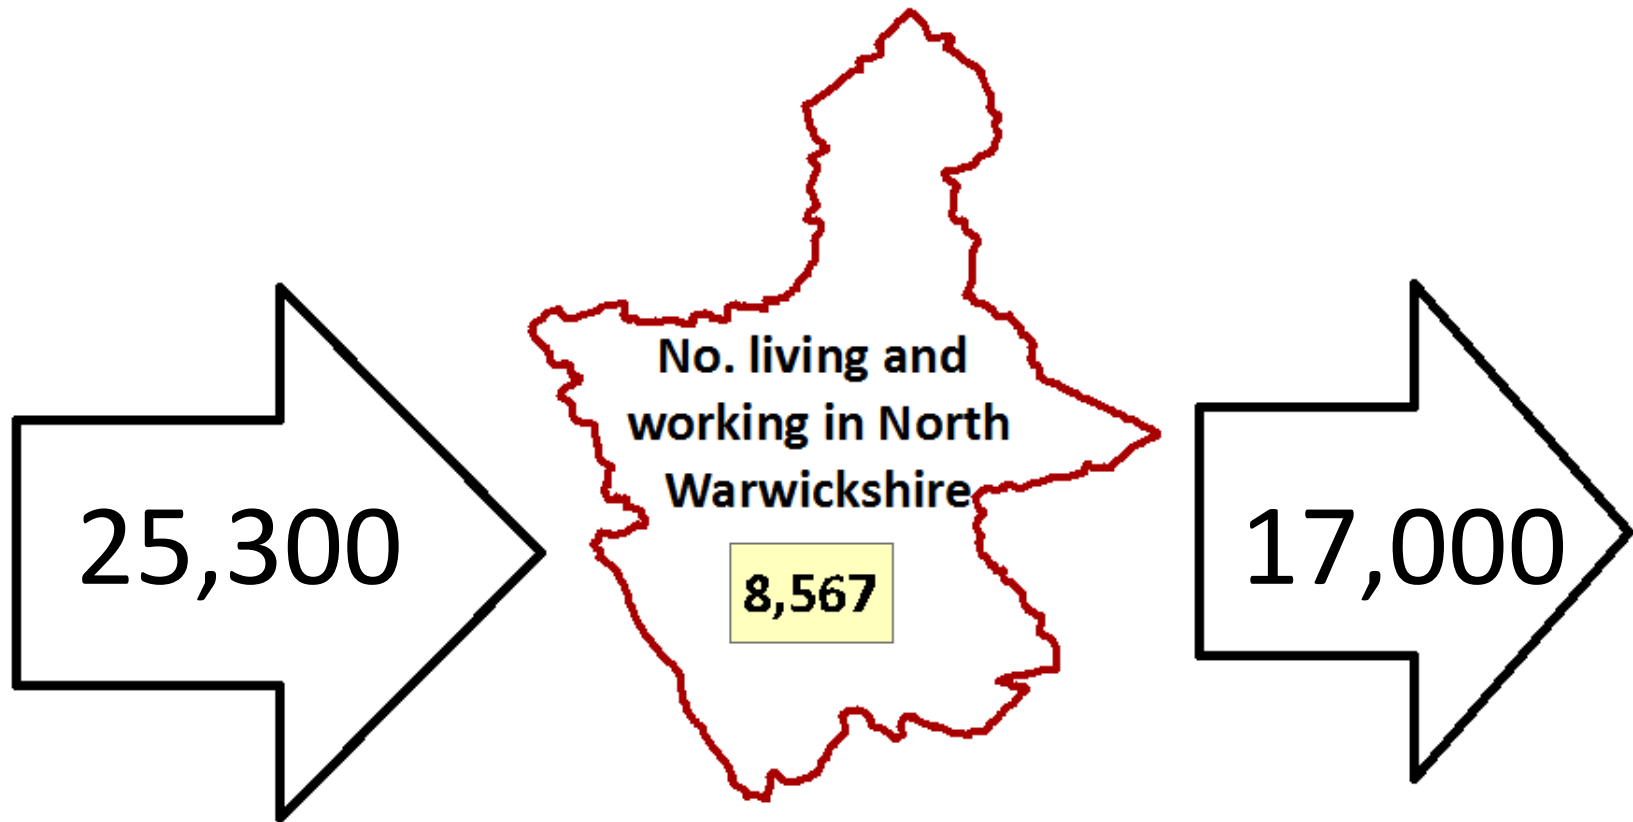 No. living and
working in North
Warwickshire
25,300
8,567
17,000